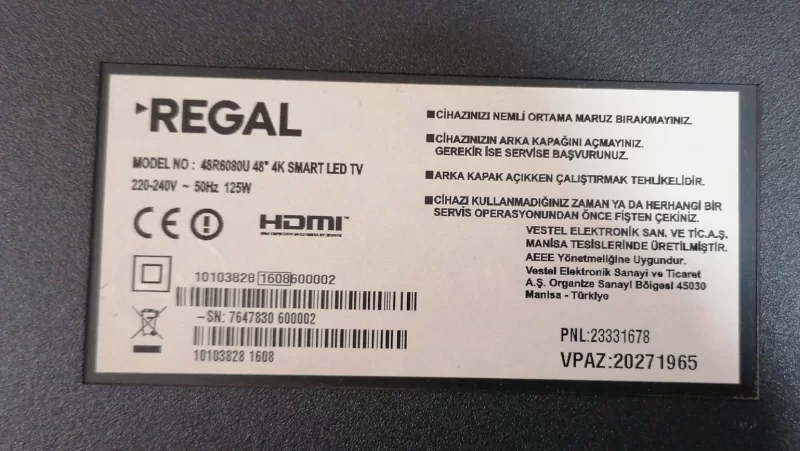 REGAL
MODEL NO : 48R6080U 48" 4K SMART LED TV
220-240V ~ 50Hz 125W
CE
HDMI
10103828 1608600002
-SN: 7647830 600002
10103828 1608
■CİHAZINIZI NEMLİ ORTAMA MARUZ BIRAKMAYINIZ.
■CİHAZINIZIN ARKA KAPAĞINI AÇMAYINIZ.
GEREKİR İSE SERVİSE BAŞVURUNUZ.
■ARKA KAPAK AÇIKKEN ÇALIŞTIRMAK TEHLİKELİDİR.
■CİHAZI KULLANMADIĞINIZ ZAMAN YA DA HERHANGİ BİR
SERVİS OPERASYONUNDAN ÖNCE FİŞTEN ÇEKİNİZ.
VESTEL ELEKTRONİK SAN. VE TİC.A.Ş.
MANİSA TESİSLERİNDE ÜRETİLMİŞTİR.
AEEE Yönetmeliğine Uygundur.
Vestel Elektronik Sanayi ve Ticaret
A.Ş. Organize Sanayi Bölgesi 45030
Manisa - Türkiye
PNL:23331678
VPAZ:20271965